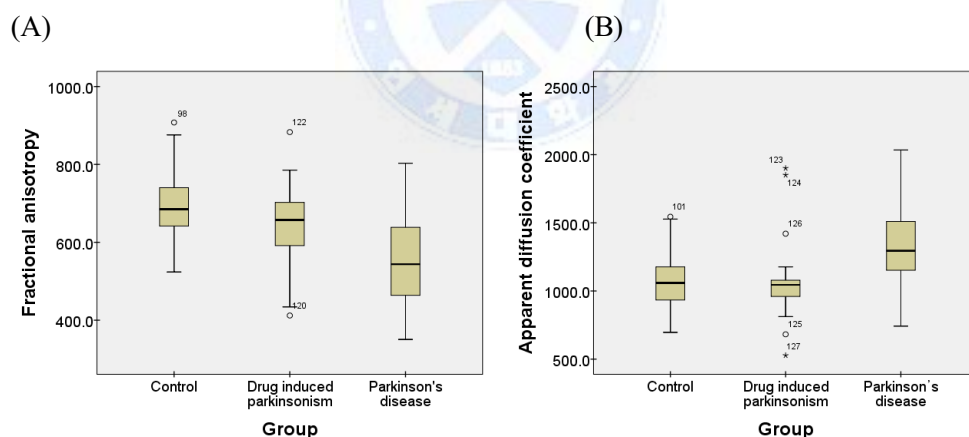 (A)
(B)
Fractional anisotropy
1000.0
800.0
600.0
400.0
98
122
120
Control
Drug induced
parkinsonism
Parkinson's
disease
Group
Apparent diffusion coefficient
2500.0
2000.0
1500.0
1000.0
500.0
101
123
124
126
125
127
Control
Drug induced
parkinsonism
Parkinson's
disease
Group